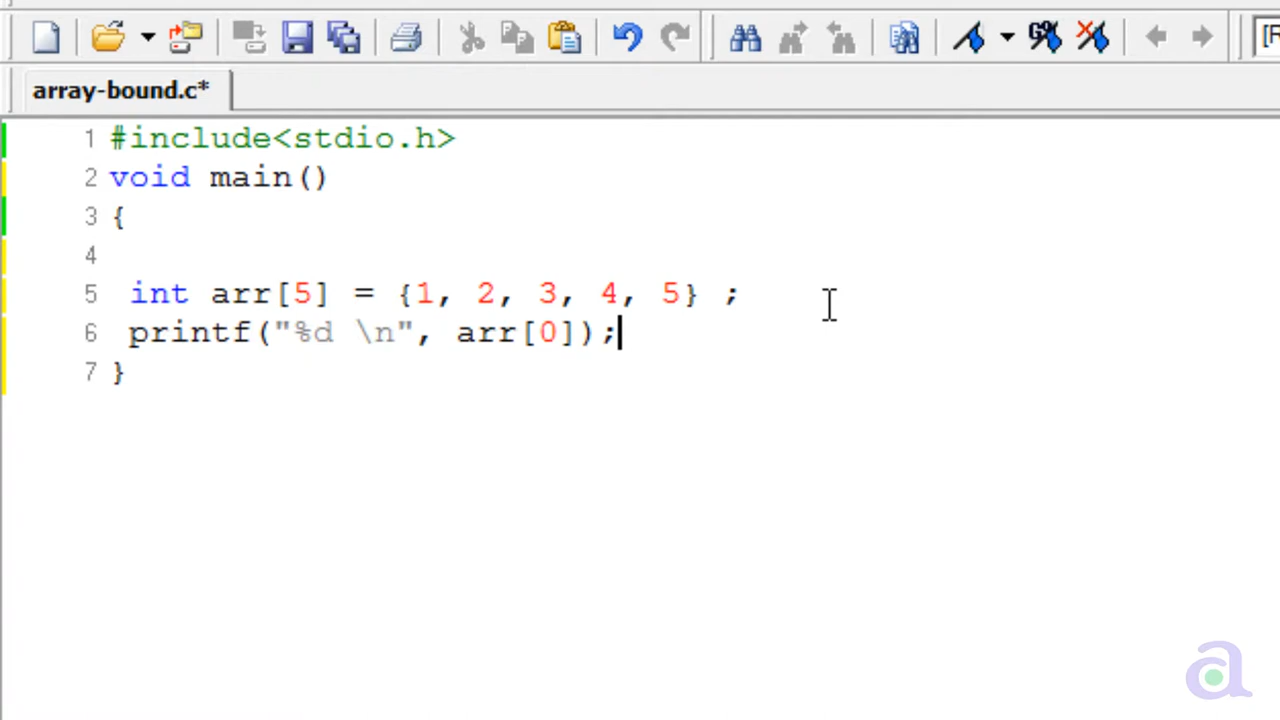 [R
array-bound.c*
1 #include<stdio.h>
2 void main()
3 {
4
5 int arr[5] = {1, 2, 3, 4, 5} ;
6 printf("%d \n", arr[0]);
7 }
a